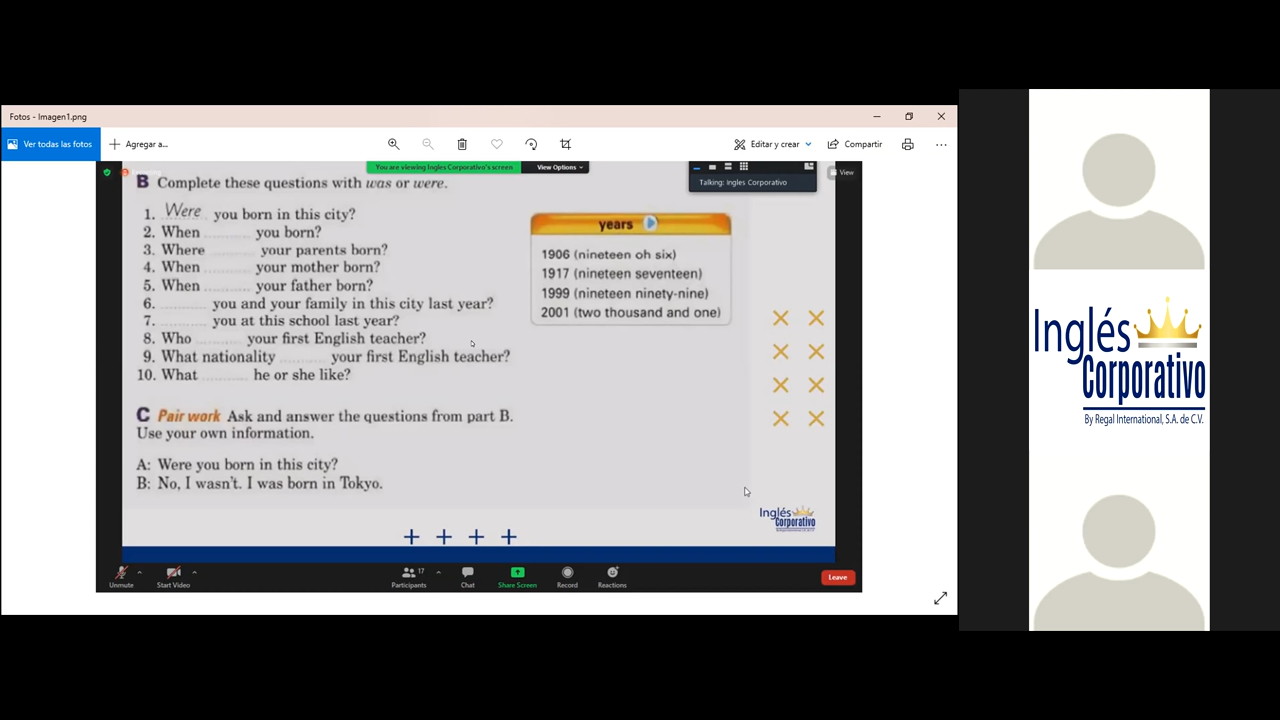 Fotos - Imagen1.png
Ver todas las fotos
Agregar a...
Editar y crear
Compartir
You are viewing Ingles Corporativo's screen
View Options
Talking: Ingles Corporativo
View
B Complete these questions with was or were.
1. Were you born in this city?
2. When ........ you born?
3. Where ........ your parents born?
4. When ........ your mother born?
5. When ........ your father born?
6. ........ you and your family in this city last year?
7. ........ you at this school last year?
8. Who ........ your first English teacher?
9. What nationality ........ your first English teacher?
10. What ........ he or she like?
years
1906 (nineteen oh six)
1917 (nineteen seventeen)
1999 (nineteen ninety-nine)
2001 (two thousand and one)
C Pair work Ask and answer the questions from part B.
Use your own information.
A: Were you born in this city?
B: No, I wasn't. I was born in Tokyo.
Inglés
Corporativo
Unmute
Start Video
17
Participants
Chat
Share Screen
Record
Reactions
Leave
Inglés
Corporativo
By Regal International, S.A. de C.V.